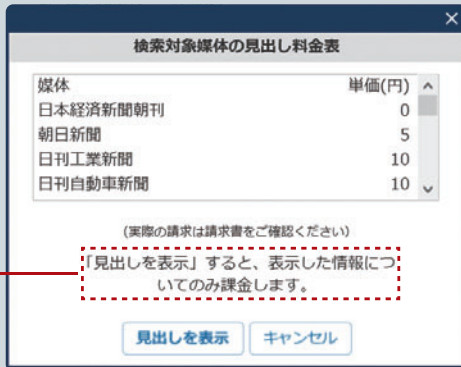 検索対象媒体の見出し料金表
媒体 単価(円)
日本経済新聞朝刊 0
朝日新聞 5
日刊工業新聞 10
日刊自動車新聞 10
(実際の請求は請求書をご確認ください)
「見出しを表示」すると、表示した情報につ
いてのみ課金します。
見出しを表示 キャンセル